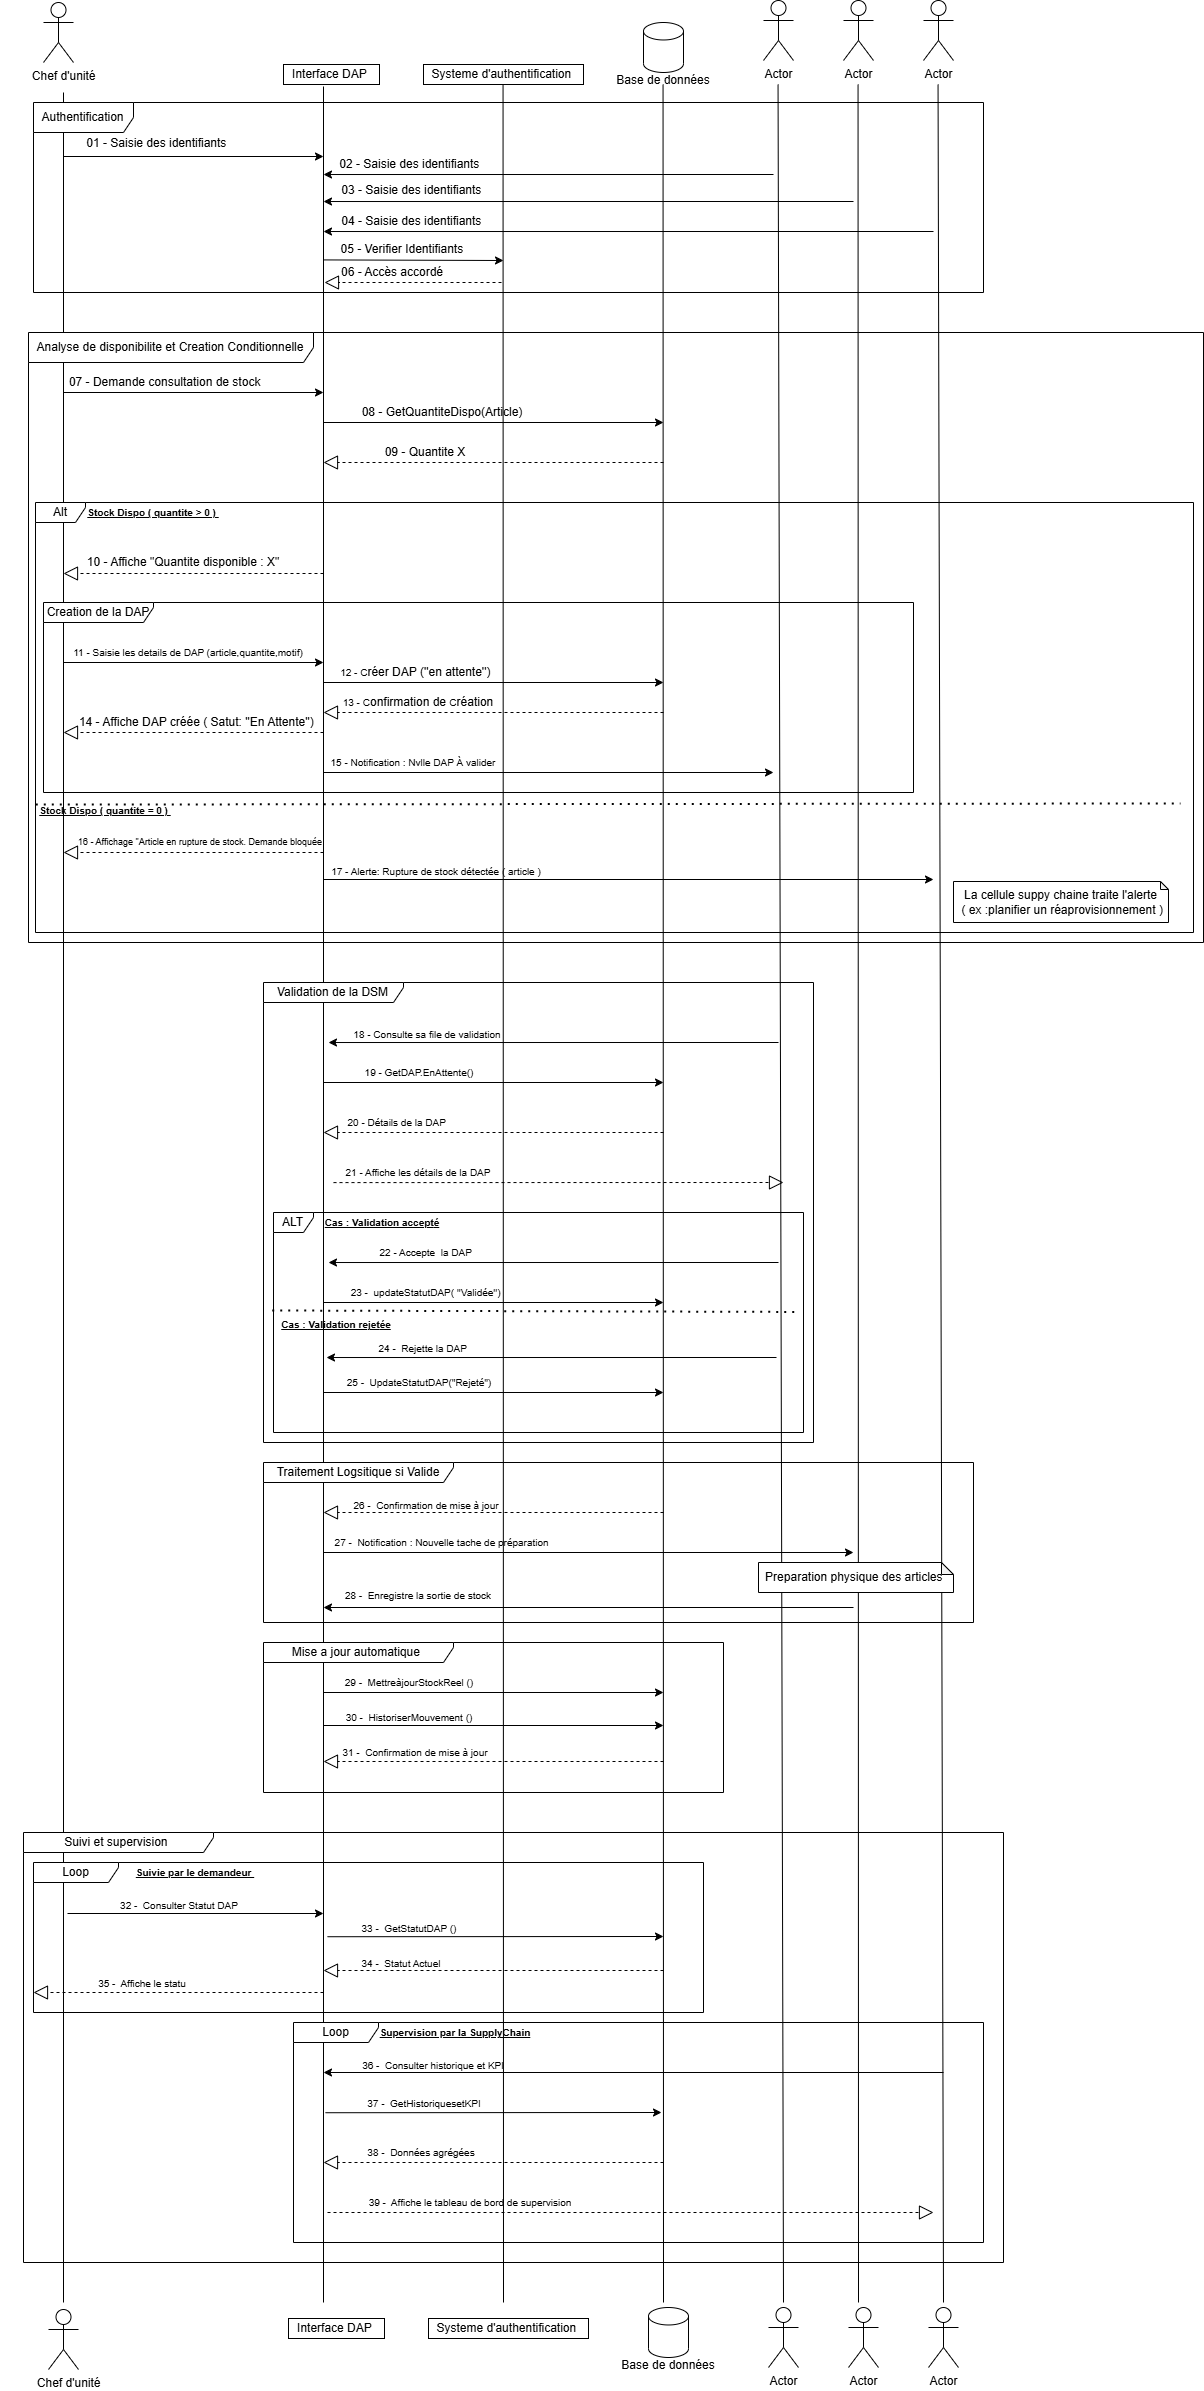 Chef d'unité
Interface DAP
Systeme d'authentification
Base de données
Actor
Actor
Actor
Authentification
01 - Saisie des identifiants
02 - Saisie des identifiants
03 - Saisie des identifiants
04 - Saisie des identifiants
05 - Verifier Identifiants
06 - Accès accordé
Analyse de disponibilite et Creation Conditionnelle
07 - Demande consultation de stock
08 - GetQuantiteDispo(Article)
09 - Quantite X
Alt
Stock Dispo ( quantite > 0 )
10 - Affiche "Quantite disponible : X"
Creation de la DAP
11 - Saisie les details de DAP (article,quantite,motif)
12 - Créer DAP ("en attente")
13 - Confirmation de Création
14 - Affiche DAP créée ( Satut: "En Attente")
15 - Notification : Nvlle DAP À valider
Stock Dispo ( quantite = 0 )
16 - Affichage "Article en rupture de stock. Demande bloquée
17 - Alerte: Rupture de stock détectée ( article )
La cellule suppy chaine traite l'alerte
( ex :planifier un réaprovisionnement )
Validation de la DSM
18 - Consulte sa file de validation
19 - GetDAP.EnAttente()
20 - Détails de la DAP
21 - Affiche les détails de la DAP
ALT
Cas : Validation accepté
22 - Accepte la DAP
23 - updateStatutDAP( "Validée")
Cas : Validation rejetée
24 - Rejette la DAP
25 - UpdateStatutDAP("Rejeté")
Traitement Logsitique si Valide
26 - Confirmation de mise à jour
27 - Notification : Nouvelle tache de préparation
Preparation physique des articles
28 - Enregistre la sortie de stock
Mise a jour automatique
29 - MettreàjourStockReel ()
30 - HistoriserMouvement ()
31 - Confirmation de mise à jour
Suivi et supervision
Loop
Suivie par le demandeur
32 - Consulter Statut DAP
33 - GetStatutDAP ()
34 - Statut Actuel
35 - Affiche le statu
Loop
Supervision par la SupplyChain
36 - Consulter historique et KPI
37 - GetHistoriquesetKPI
38 - Données agrégées
39 - Affiche le tableau de bord de supervision
Chef d'unité
Interface DAP
Systeme d'authentification
Base de données
Actor
Actor
Actor